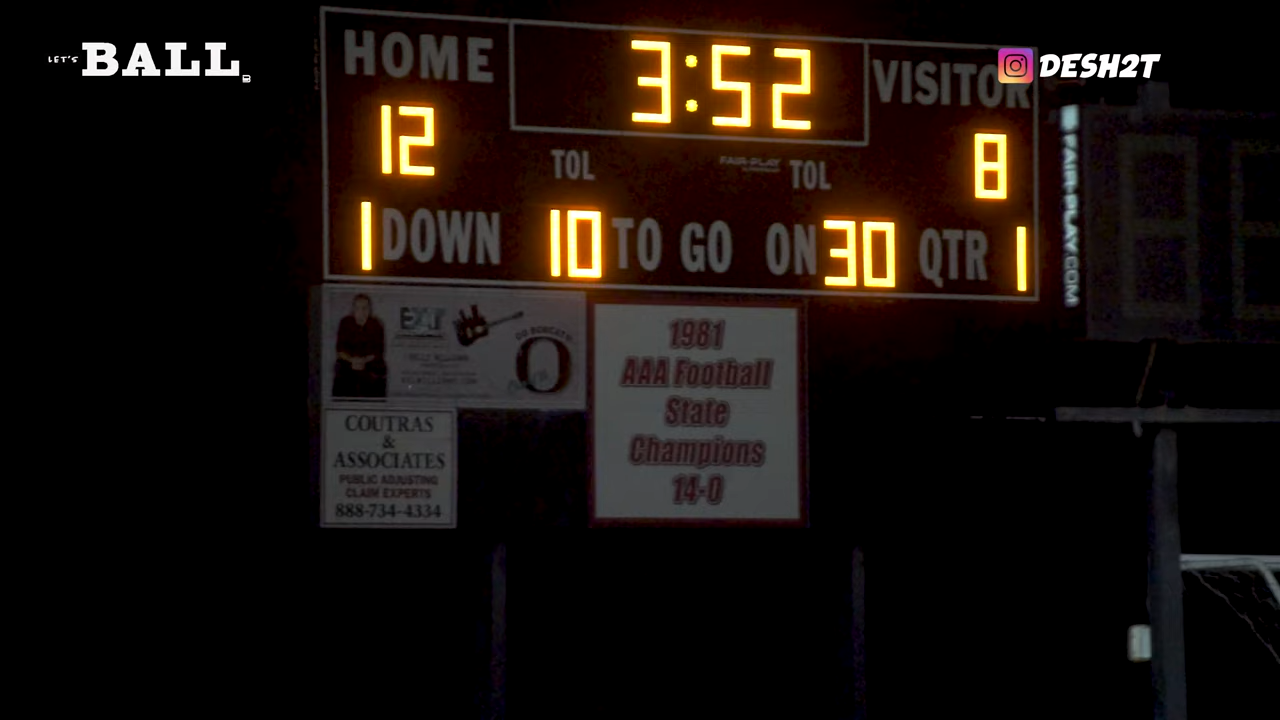 LET'S BALL
DESH2T
HOME 3:52 VISITOR
12 8
TOL FAIR-PLAY TOL
1 DOWN 10 TO GO ON 30 QTR 1
FAIR-PLAY.COM
GO BOBCATS
O
1981
AAA Football
State
Champions
14-0
COUTRAS
&
ASSOCIATES
PUBLIC ADJUSTING
CLAIM EXPERTS
888-734-4334